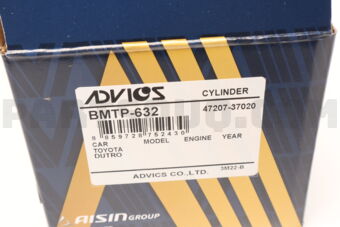 ADVICS CYLINDER
BMTP-632 47207-37020
CAR MODEL ENGINE YEAR
TOYOTA
DUTRO
ADVICS CO.,LTD. 3M22-B
AISIN GROUP